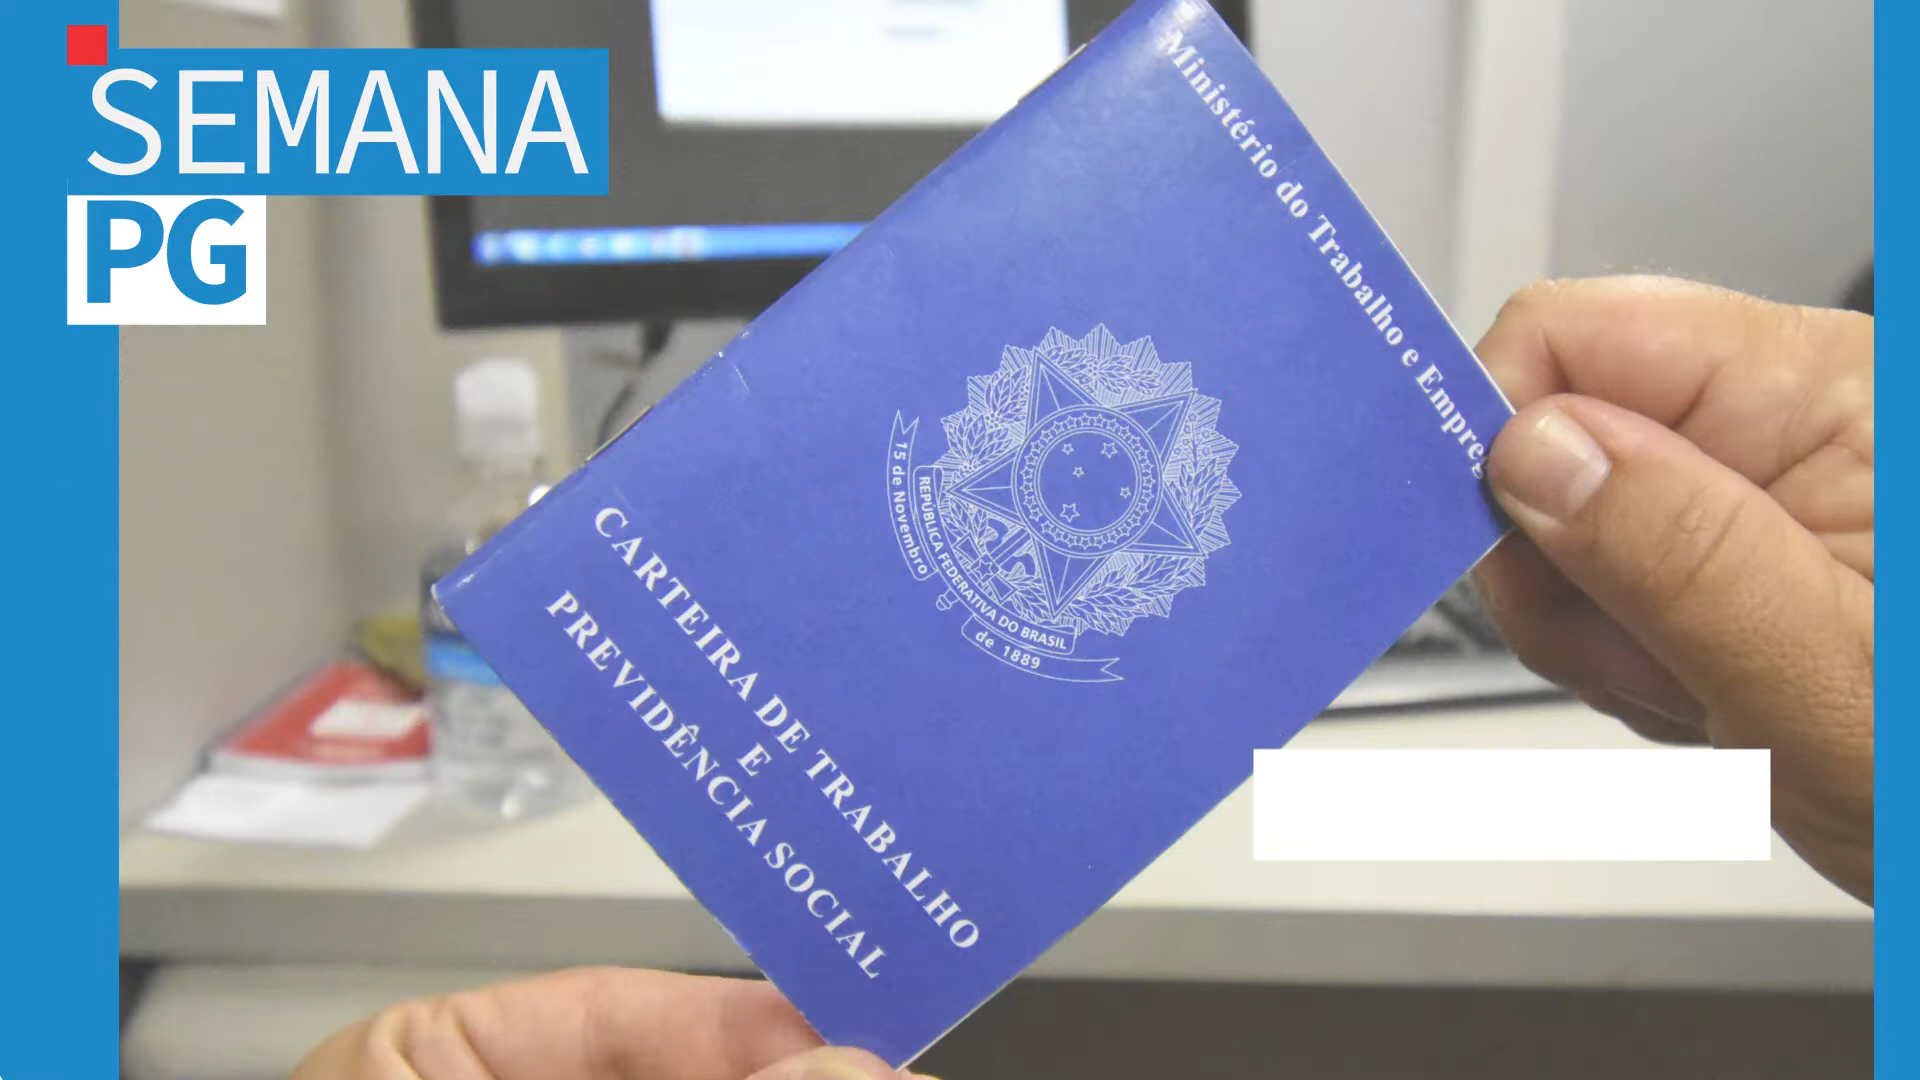 SEMANA
PG
Ministério do Trabalho e Empreg
15 de Novembro
REPÚBLICA FEDERATIVA DO BRASIL
de 1889
CARTEIRA DE TRABALHO
E
PREVIDÊNCIA SOCIAL